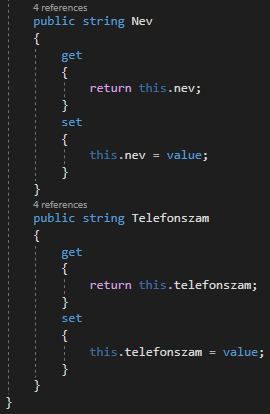 4 references
public string Nev
{
get
{
return this.nev;
}
set
{
this.nev = value;
}
}
4 references
public string Telefonszam
{
get
{
return this.telefonszam;
}
set
{
this.telefonszam = value;
}
}
}